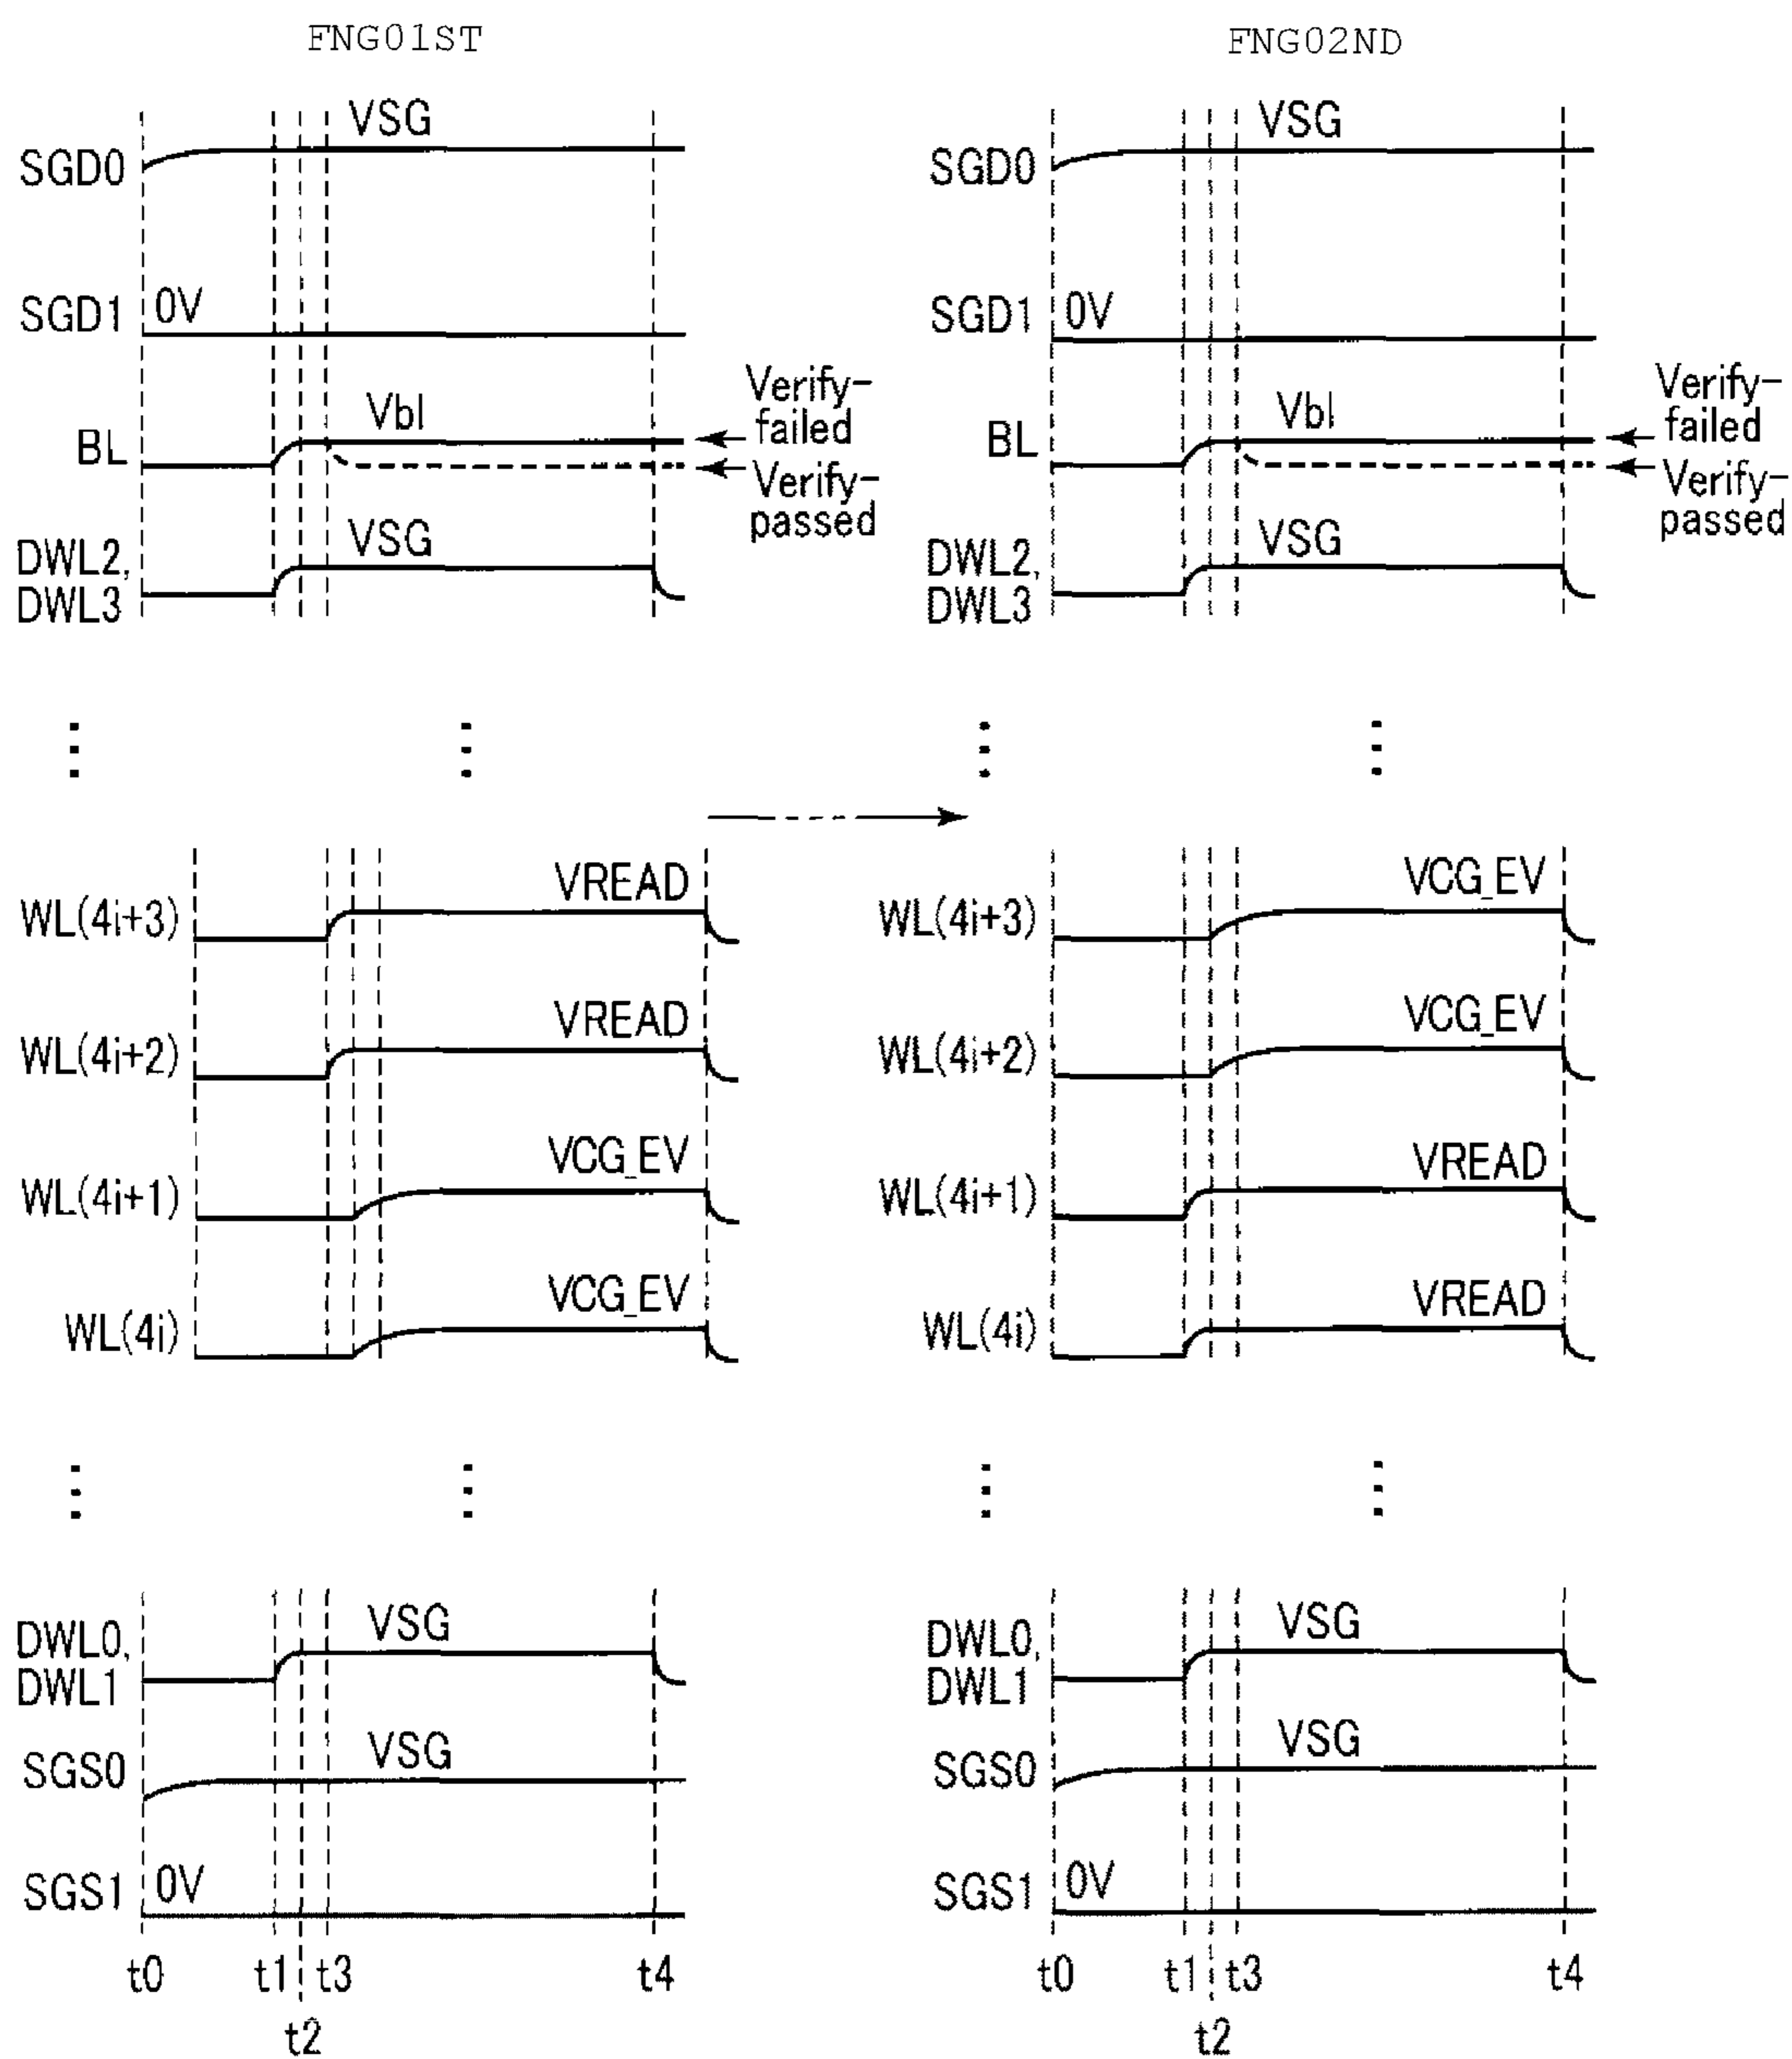 FNG01ST
VSG
SGD0
SGD1
0V
Vbl
BL
Verify-
failed
Verify-
passed
VSG
DWL2,
DWL3
VREAD
WL(4i+3)
VREAD
WL(4i+2)
VCG_EV
WL(4i+1)
VCG_EV
WL(4i)
VSG
DWL0,
DWL1
VSG
SGS0
SGS1
0V
t0
t1
t3
t4
t2
FNG02ND
VSG
SGD0
SGD1
0V
Vbl
BL
Verify-
failed
Verify-
passed
VSG
DWL2,
DWL3
VCG_EV
WL(4i+3)
VCG_EV
WL(4i+2)
VREAD
WL(4i+1)
VREAD
WL(4i)
VSG
DWL0,
DWL1
VSG
SGS0
SGS1
0V
t0
t1
t3
t4
t2